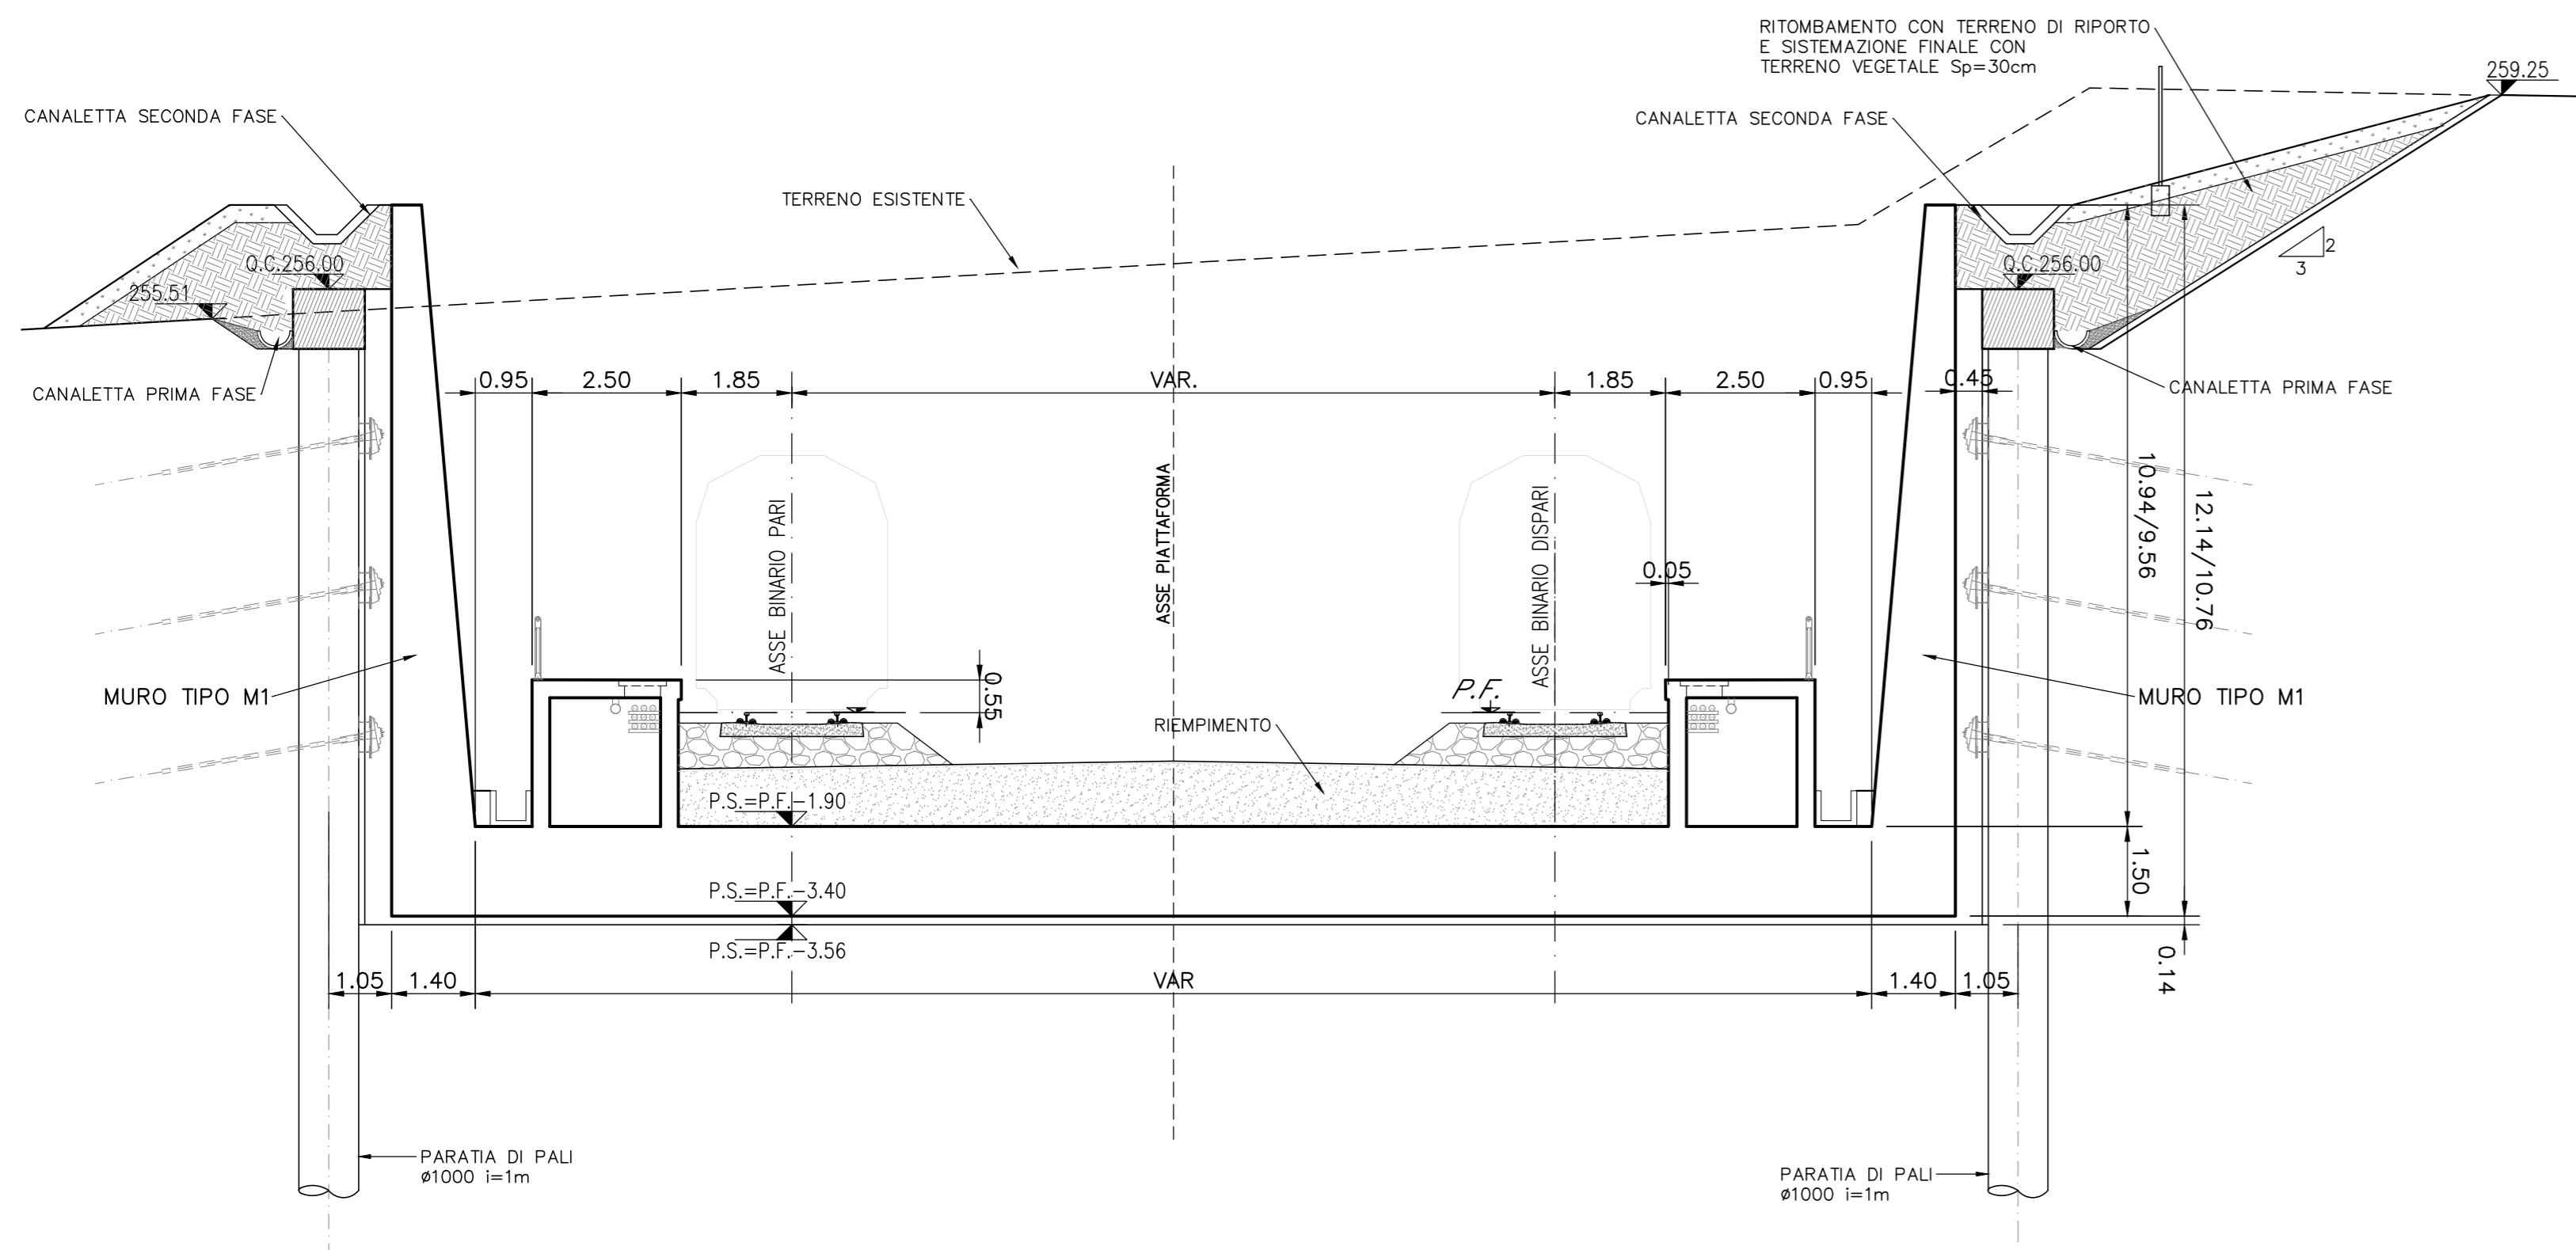 RITOMBAMENTO CON TERRENO DI RIPORTO
E SISTEMAZIONE FINALE CON
TERRENO VEGETALE Sp=30cm
259.25
CANALETTA SECONDA FASE
CANALETTA SECONDA FASE
TERRENO ESISTENTE
2
3
Q.C.256.00
Q.C.256.00
255.51
CANALETTA PRIMA FASE
CANALETTA PRIMA FASE
0.95
2.50
1.85
VAR.
1.85
2.50
0.95
0.45
ASSE BINARIO PARI
ASSE PIATTAFORMA
ASSE BINARIO DISPARI
10.94/9.56
12.14/10.76
0.05
MURO TIPO M1
MURO TIPO M1
0.55
P.F.
RIEMPIMENTO
P.S.=P.F.-1.90
1.50
P.S.=P.F.-3.40
P.S.=P.F.-3.56
0.14
1.05
1.40
VAR
1.40
1.05
PARATIA DI PALI
ø1000 i=1m
PARATIA DI PALI
ø1000 i=1m